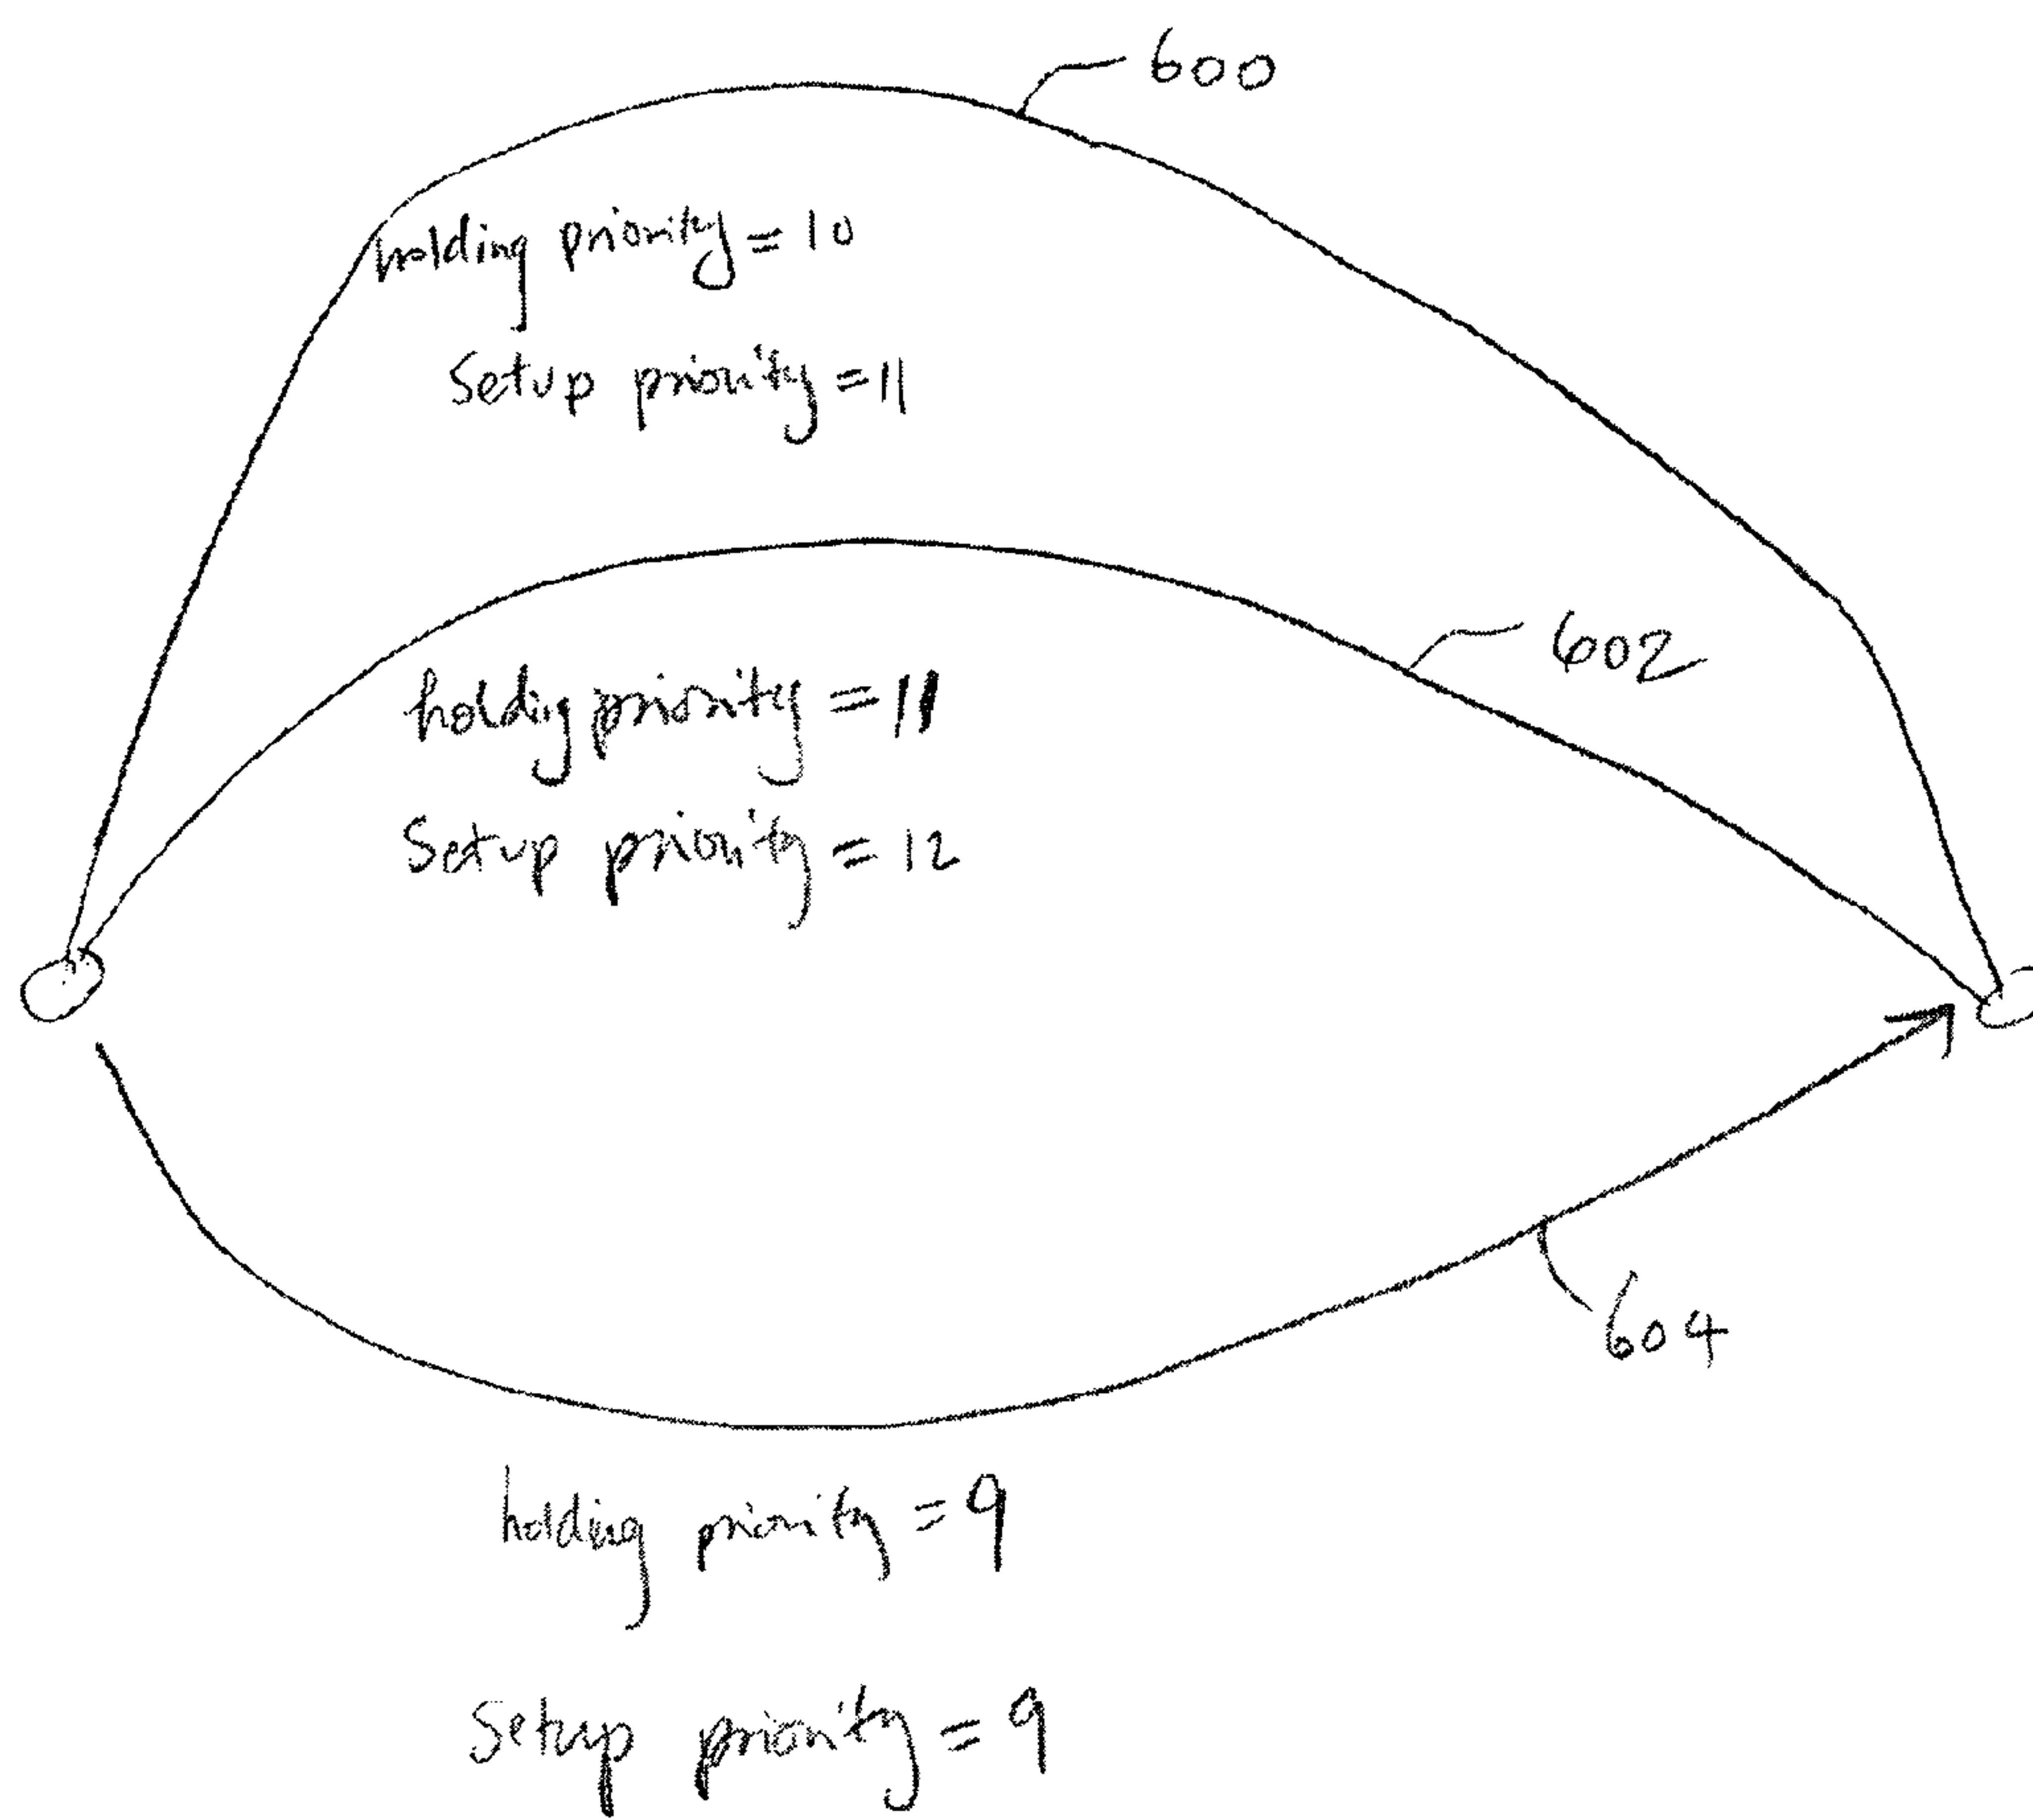 600
holding priority = 10
Setup priority = 11
602
holding priority = 11
Setup priority = 12
604
holding priority = 9
Setup priority = 9